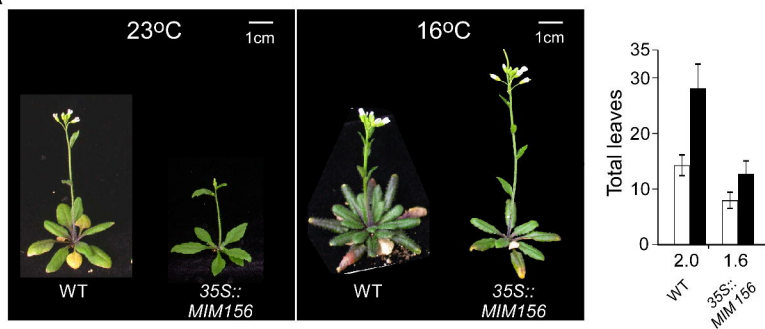 23°C
1cm
WT
35S::
MIM156
16°C
1cm
WT
35S::
MIM156
Total leaves
35
30
20
10
0
2.0
1.6
WT
35S::
MIM156